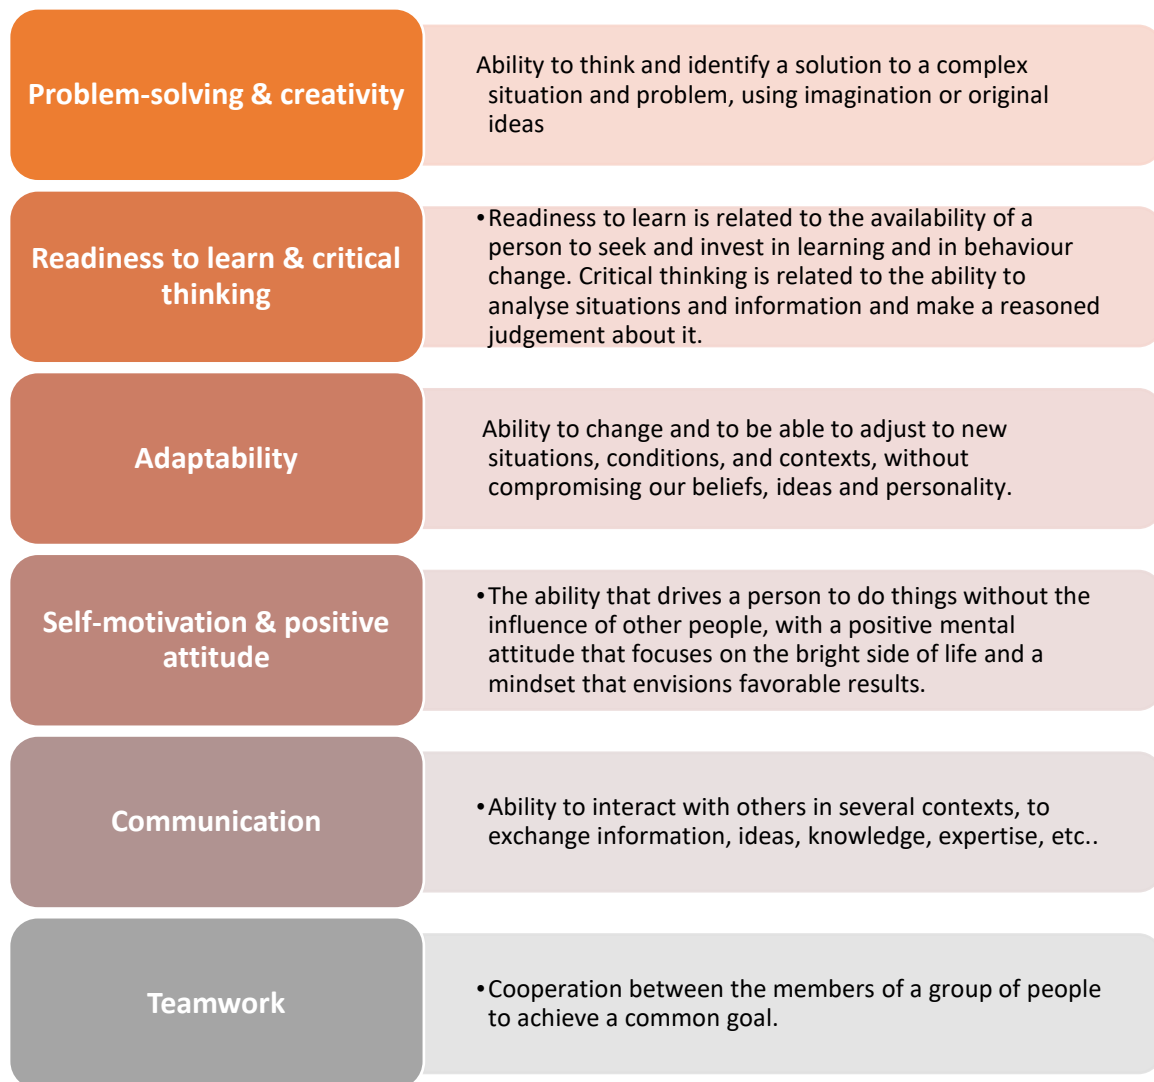 Problem-solving & creativity
Ability to think and identify a solution to a complex
situation and problem, using imagination or original
ideas
Readiness to learn & critical
thinking
•Readiness to learn is related to the availability of a
person to seek and invest in learning and in behaviour
change. Critical thinking is related to the ability to
analyse situations and information and make a reasoned
judgement about it.
Adaptability
Ability to change and to be able to adjust to new
situations, conditions, and contexts, without
compromising our beliefs, ideas and personality.
Self-motivation & positive
attitude
•The ability that drives a person to do things without the
influence of other people, with a positive mental
attitude that focuses on the bright side of life and a
mindset that envisions favorable results.
Communication
•Ability to interact with others in several contexts, to
exchange information, ideas, knowledge, expertise, etc..
Teamwork
•Cooperation between the members of a group of people
to achieve a common goal.